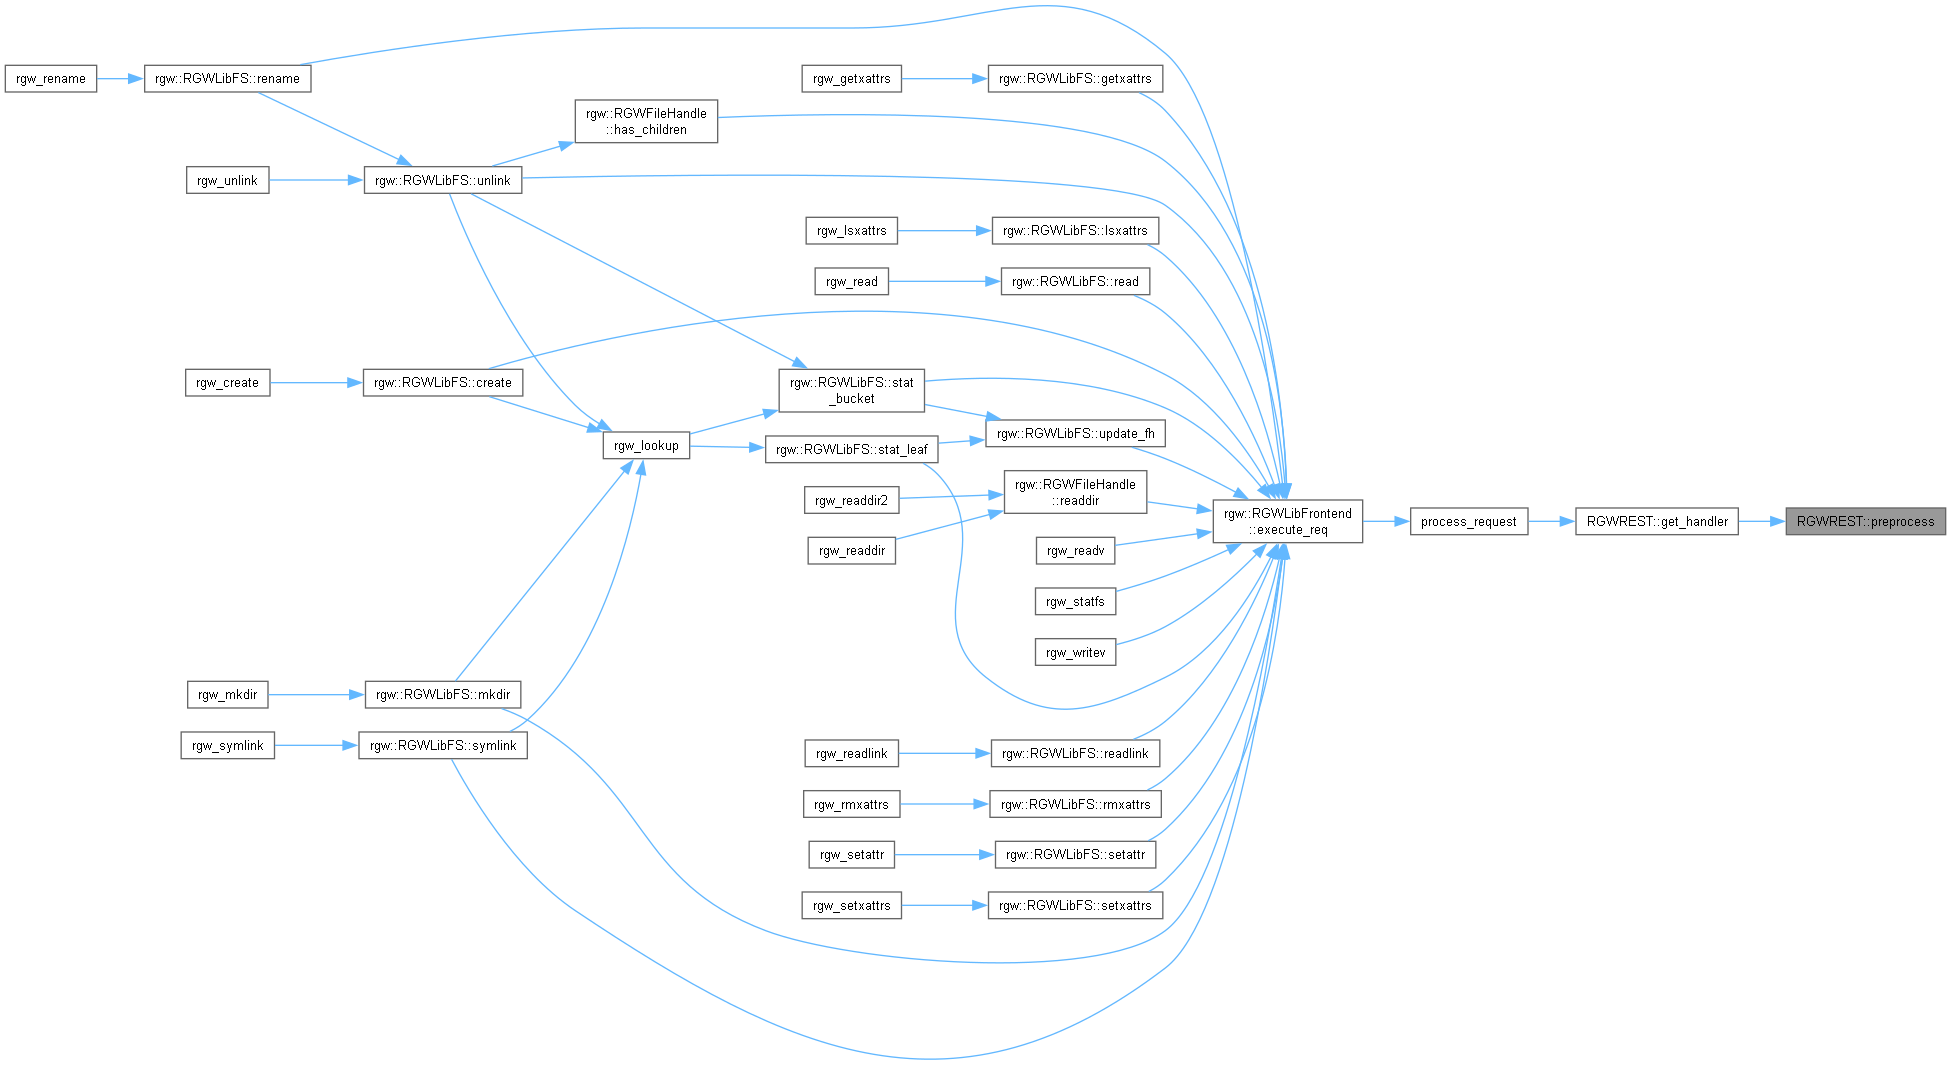 rgw_rename
rgw::RGWLibFS::rename
rgw_getxattrs
rgw::RGWLibFS::getxattrs
rgw::RGWFileHandle
::has_children
rgw_unlink
rgw::RGWLibFS::unlink
rgw_lsxattrs
rgw::RGWLibFS::lsxattrs
rgw_read
rgw::RGWLibFS::read
rgw_create
rgw::RGWLibFS::create
rgw::RGWLibFS::stat
_bucket
rgw::RGWLibFS::update_fh
rgw_lookup
rgw::RGWLibFS::stat_leaf
rgw_readdir2
rgw::RGWFileHandle
::readdir
rgw::RGWLibFrontend
::execute_req
process_request
RGWREST::get_handler
RGWREST::preprocess
rgw_readdir
rgw_readv
rgw_statfs
rgw_writev
rgw_mkdir
rgw::RGWLibFS::mkdir
rgw_symlink
rgw::RGWLibFS::symlink
rgw_readlink
rgw::RGWLibFS::readlink
rgw_rmxattrs
rgw::RGWLibFS::rmxattrs
rgw_setattr
rgw::RGWLibFS::setattr
rgw_setxattrs
rgw::RGWLibFS::setxattrs